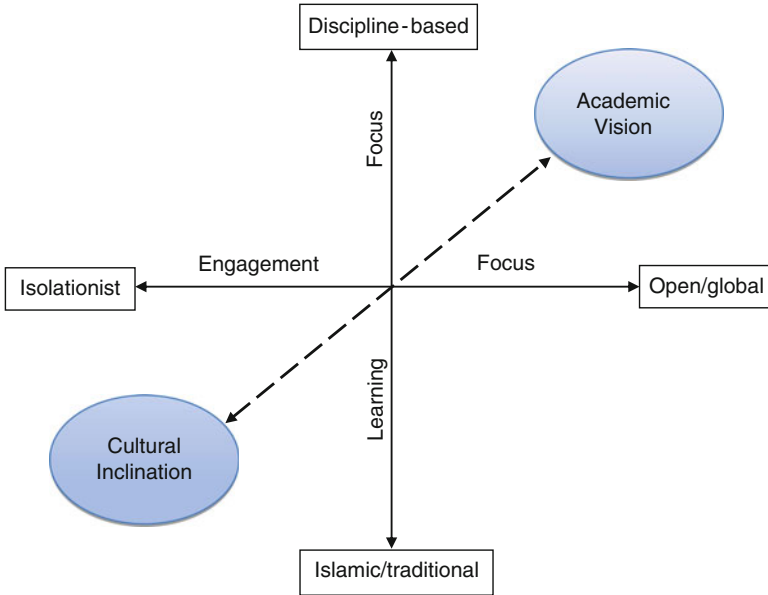 Discipline-based
Academic
Vision
Focus
Engagement
Focus
Isolationist
Open/global
Learning
Cultural
Inclination
Islamic/traditional